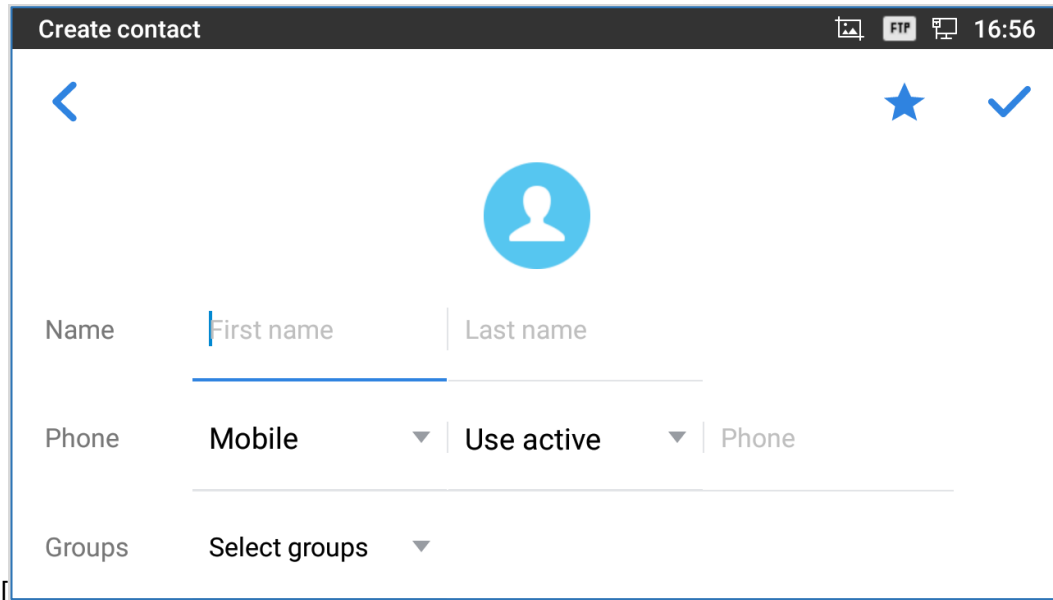 Create contact FTP 16:56
Name First name Last name
Phone Mobile Use active Phone
Groups Select groups
[